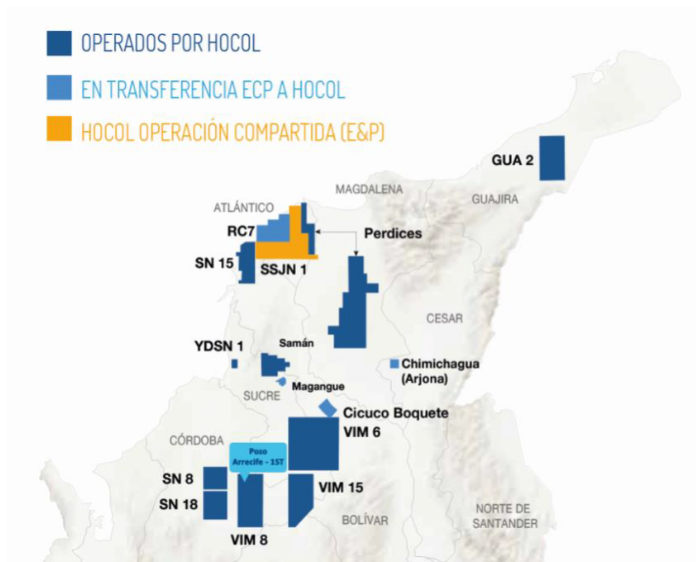 OPERADOS POR HOCOL
EN TRANSFERENCIA ECP A HOCOL
HOCOL OPERACIÓN COMPARTIDA (E&P)
GUA 2
MAGDALENA
GUAJIRA
ATLÁNTICO
RC7
Perdices
SN 15
SSJN 1
CESAR
YDSN 1
Samán
Chimichagua
(Arjona)
Magangue
SUCRE
Cicuco Boquete
VIM 6
CÓRDOBA
Pozo
Arrecife - 1ST
SN 8
VIM 15
SN 18
BOLÍVAR
NORTE DE
SANTANDER
VIM 8